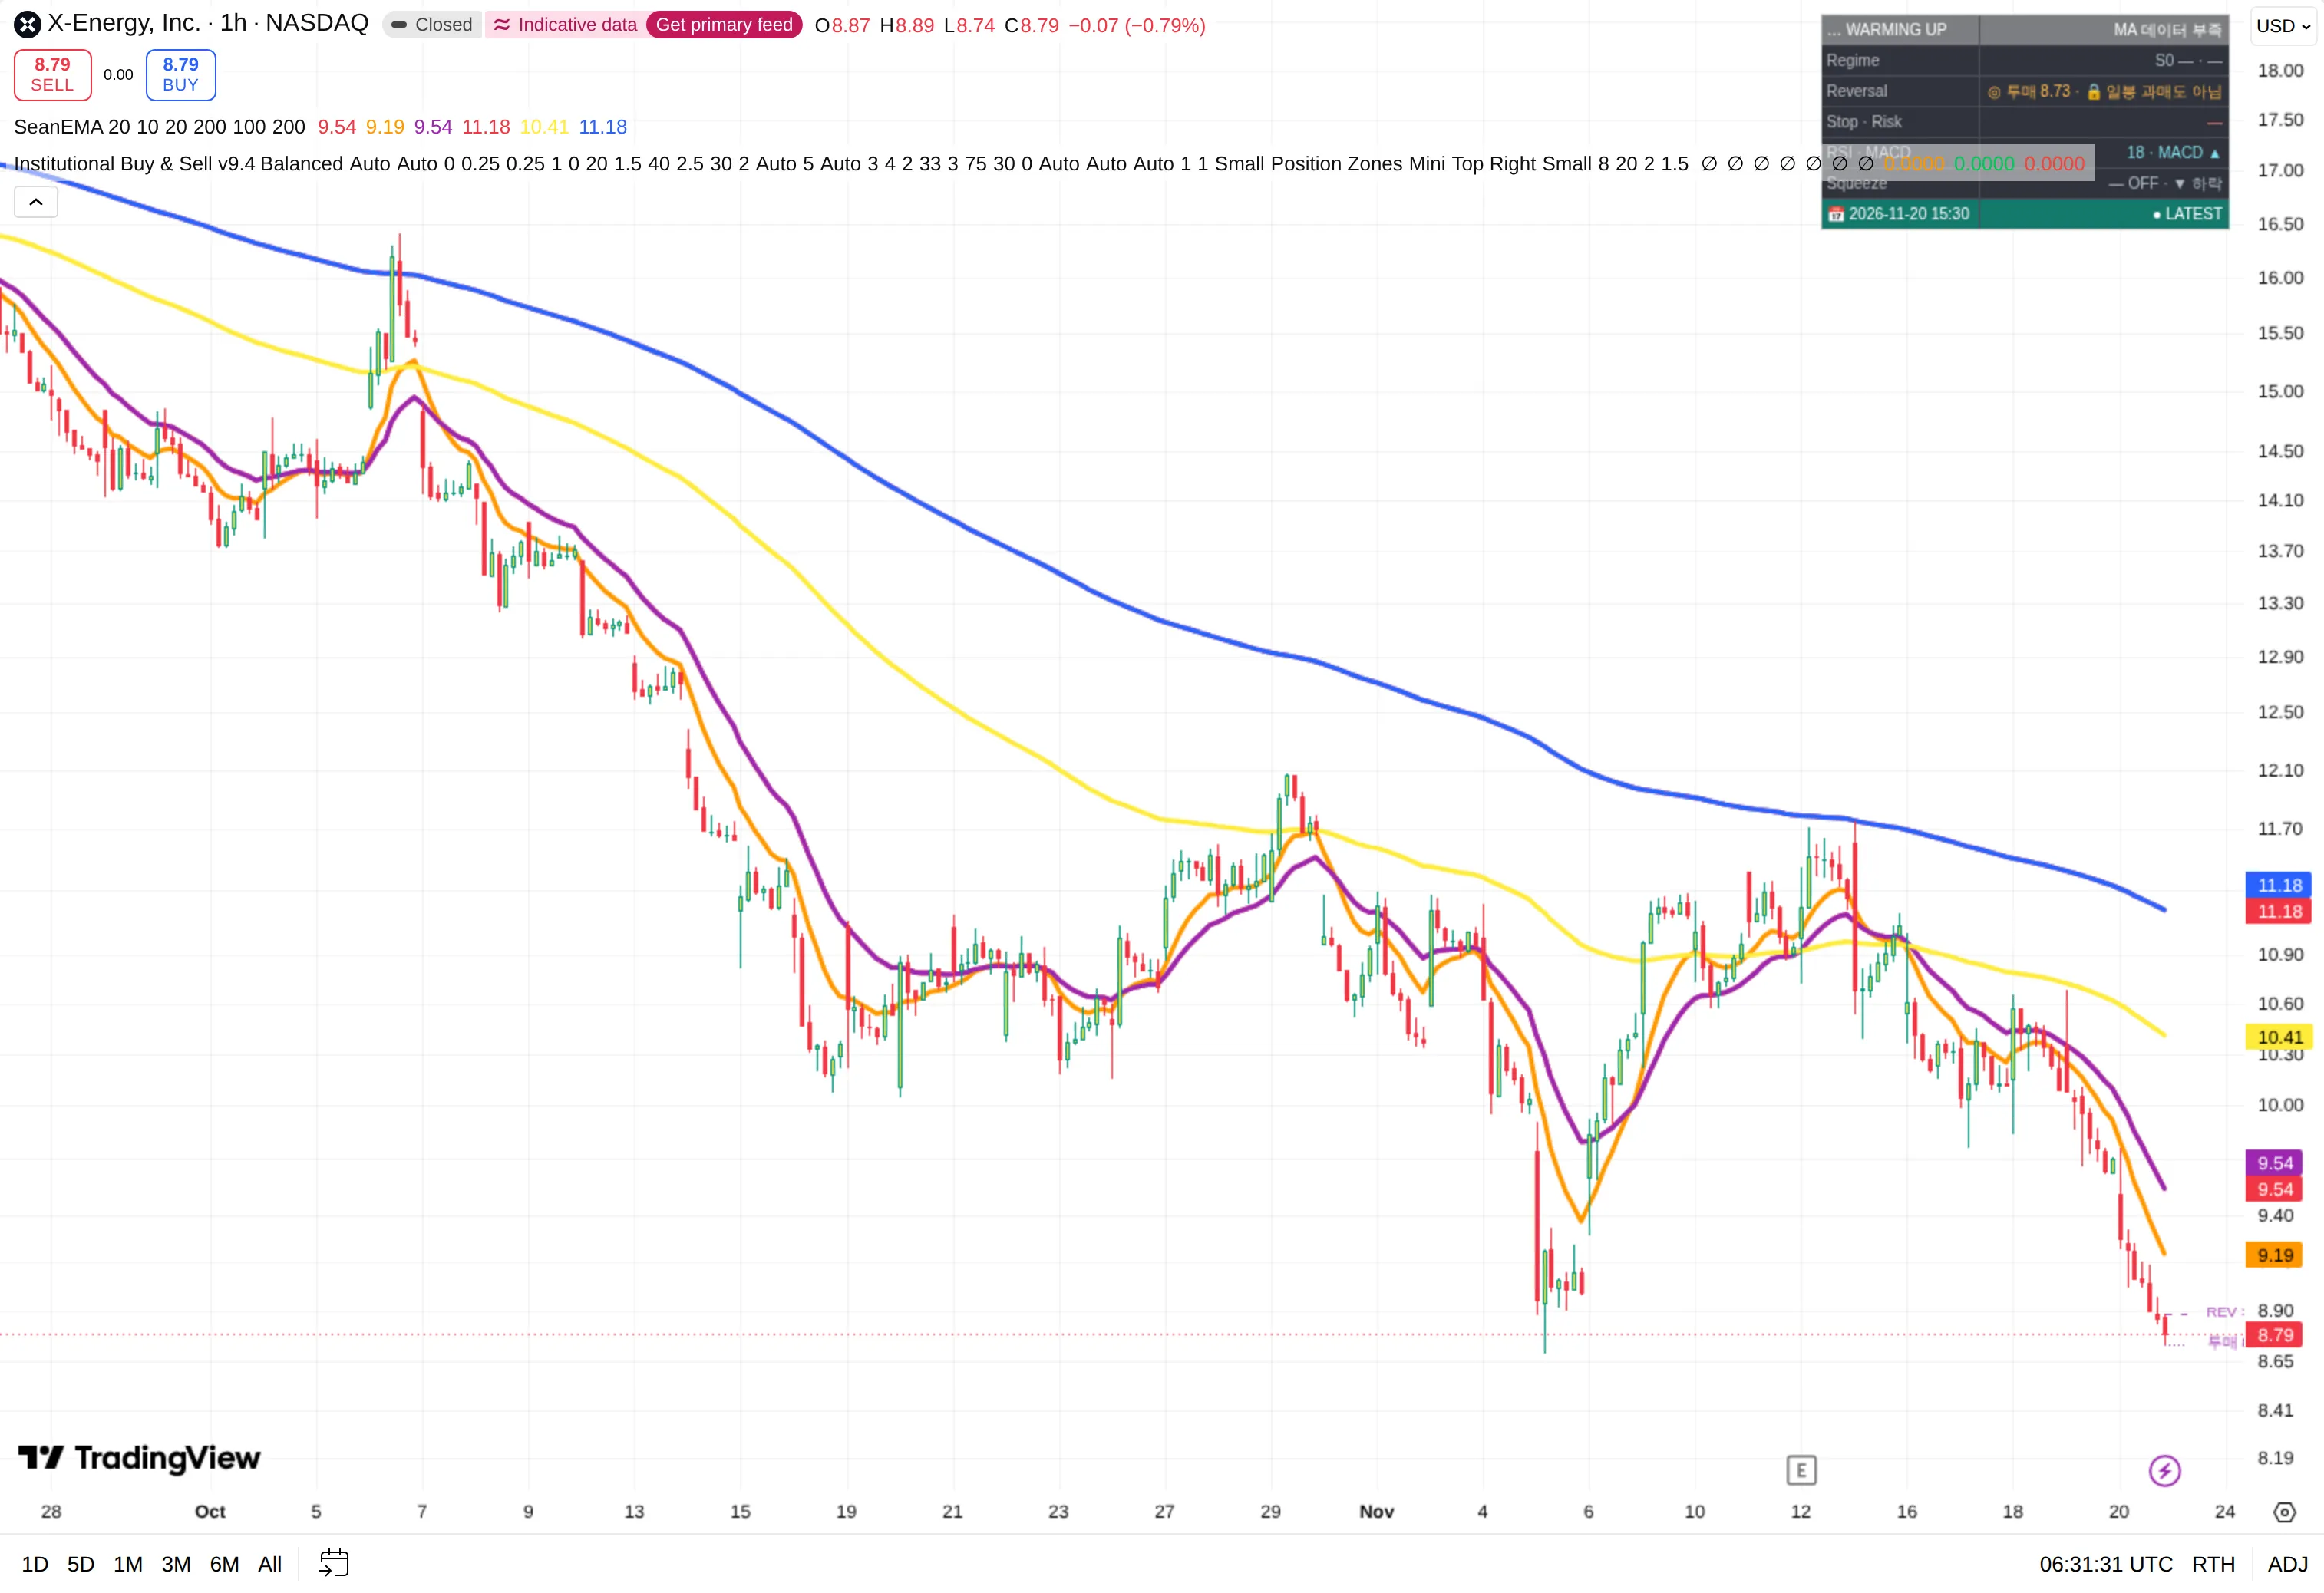 X-Energy, Inc. · 1h · NASDAQ Closed Indicative data Get primary feed O8.87 H8.89 L8.74 C8.79 −0.07 (−0.79%)
8.79 SELL 0.00 8.79 BUY
SeanEMA 20 10 20 200 100 200 9.54 9.19 9.54 11.18 10.41 11.18
Institutional Buy & Sell v9.4 Balanced Auto Auto 0 0.25 0.25 1 0 20 1.5 40 2.5 30 2 Auto 5 Auto 3 4 2 33 3 75 30 0 Auto Auto Auto 1 1 Small Position Zones Mini Top Right Small 8 20 2 1.5 ∅ ∅ ∅ ∅ ∅ ∅ ∅ 0.0000 0.0000 0.0000
... WARMING UP MA 데이터 부족
Regime S0 — · —
Reversal ◎ 투매 8.73 · 🔒 일봉 과매도 아님
Stop · Risk —
RSI · MACD 18 · MACD ▲
Squeeze — OFF · ▼ 하락
📅 2026-11-20 15:30 ● LATEST
USD
18.00
17.50
17.00
16.50
16.00
15.50
15.00
14.50
14.10
13.70
13.30
12.90
12.50
12.10
11.70
11.18
11.18
10.90
10.60
10.41
10.30
10.00
9.54
9.54
9.40
9.19
8.90
REV
8.79
투매
8.65
8.41
8.19
TradingView
E
28 Oct 5 7 9 13 15 19 21 23 27 29 Nov 4 6 10 12 16 18 20 24
1D 5D 1M 3M 6M All
06:31:31 UTC RTH ADJ